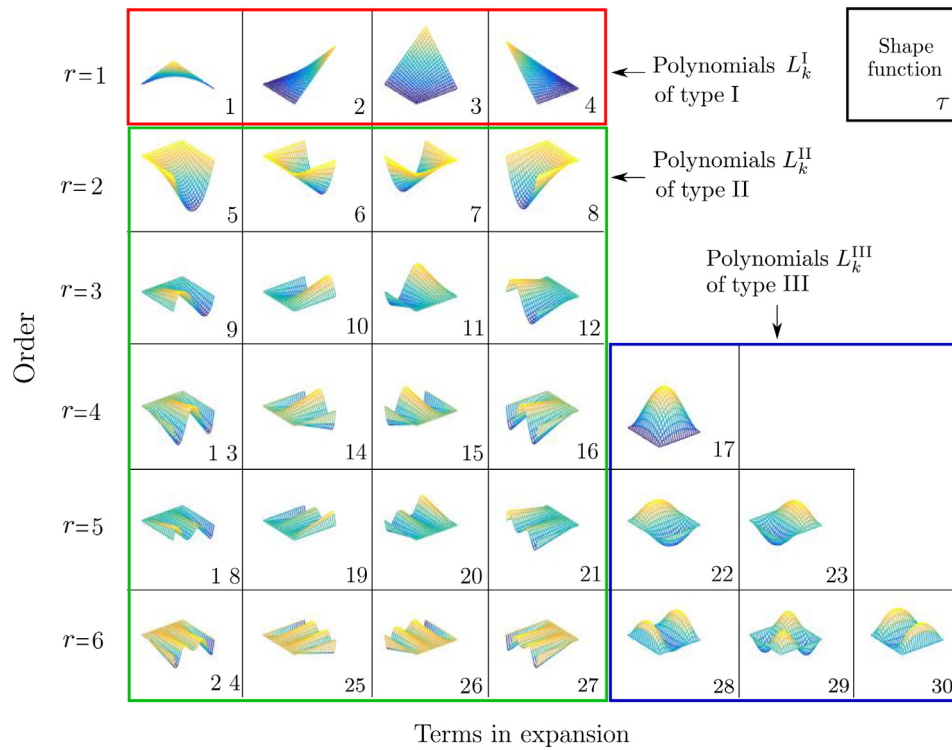 r=1
1
2
3
4
Polynomials L_k^I
of type I
Shape
function
τ
r=2
5
6
7
8
Polynomials L_k^II
of type II
r=3
9
10
11
12
Polynomials L_k^III
of type III
Order
r=4
1 3
14
15
16
17
r=5
1 8
19
20
21
22
23
r=6
2 4
25
26
27
28
29
30
Terms in expansion